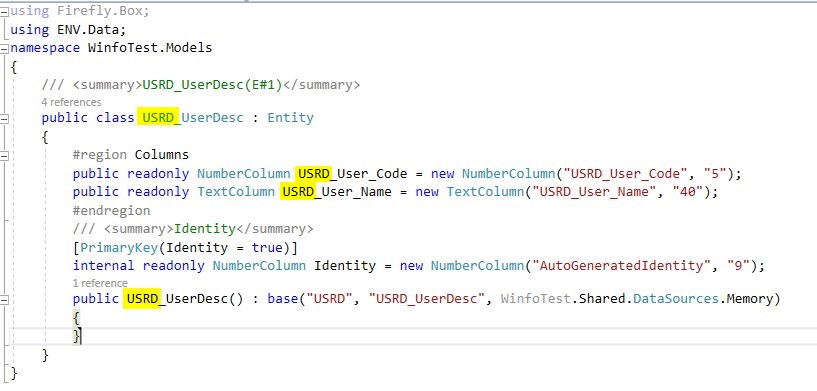 using Firefly.Box;
using ENV.Data;
namespace WinfoTest.Models
{
/// <summary>USRD_UserDesc(E#1)</summary>
4 references
public class USRD_UserDesc : Entity
{
#region Columns
public readonly NumberColumn USRD_User_Code = new NumberColumn("USRD_User_Code", "5");
public readonly TextColumn USRD_User_Name = new TextColumn("USRD_User_Name", "40");
#endregion
/// <summary>Identity</summary>
[PrimaryKey(Identity = true)]
internal readonly NumberColumn Identity = new NumberColumn("AutoGeneratedIdentity", "9");
1 reference
public USRD_UserDesc() : base("USRD", "USRD_UserDesc", WinfoTest.Shared.DataSources.Memory)
{
}
}
}